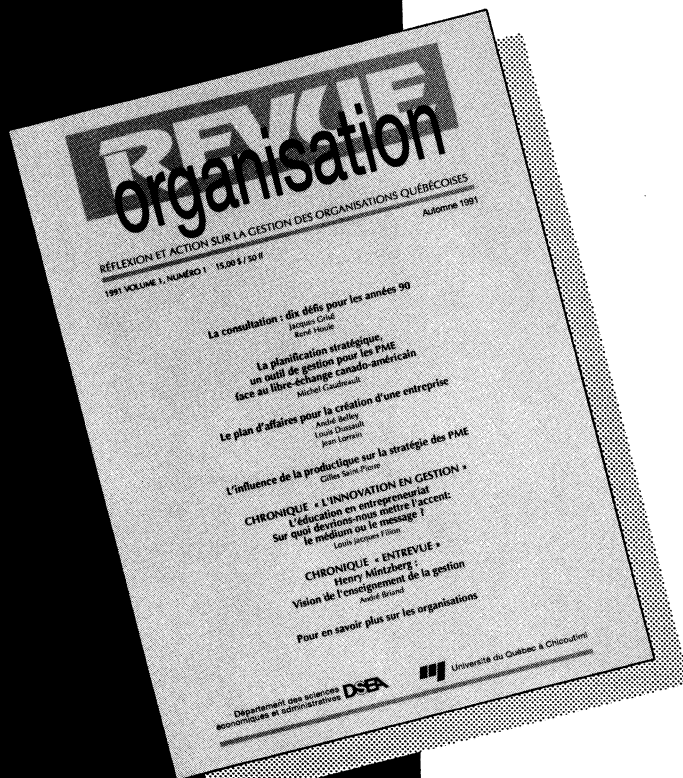 REVUE
organisation
RÉFLEXION ET ACTION SUR LA GESTION DES ORGANISATIONS QUÉBÉCOISES
1991 VOLUME 1, NUMÉRO 1 15,00 $ / 50 ff
Automne 1991
La consultation : dix défis pour les années 90
Jacques Grisé
René Houle
La planification stratégique,
un outil de gestion pour les PME
face au libre-échange canado-américain
Michel Gaudreault
Le plan d'affaires pour la création d'une entreprise
André Belley
Louis Dussault
Jean Lorrain
L'influence de la productique sur la stratégie des PME
Gilles Saint-Pierre
CHRONIQUE « L'INNOVATION EN GESTION »
L'éducation en entrepreneuriat
Sur quoi devrions-nous mettre l'accent:
le médium ou le message ?
Louis Jacques Filion
CHRONIQUE « ENTREVUE »
Henry Mintzberg :
Vision de l'enseignement de la gestion
André Briand
Pour en savoir plus sur les organisations
Département des sciences
économiques et administratives
DSEA
Université du Québec à Chicoutimi